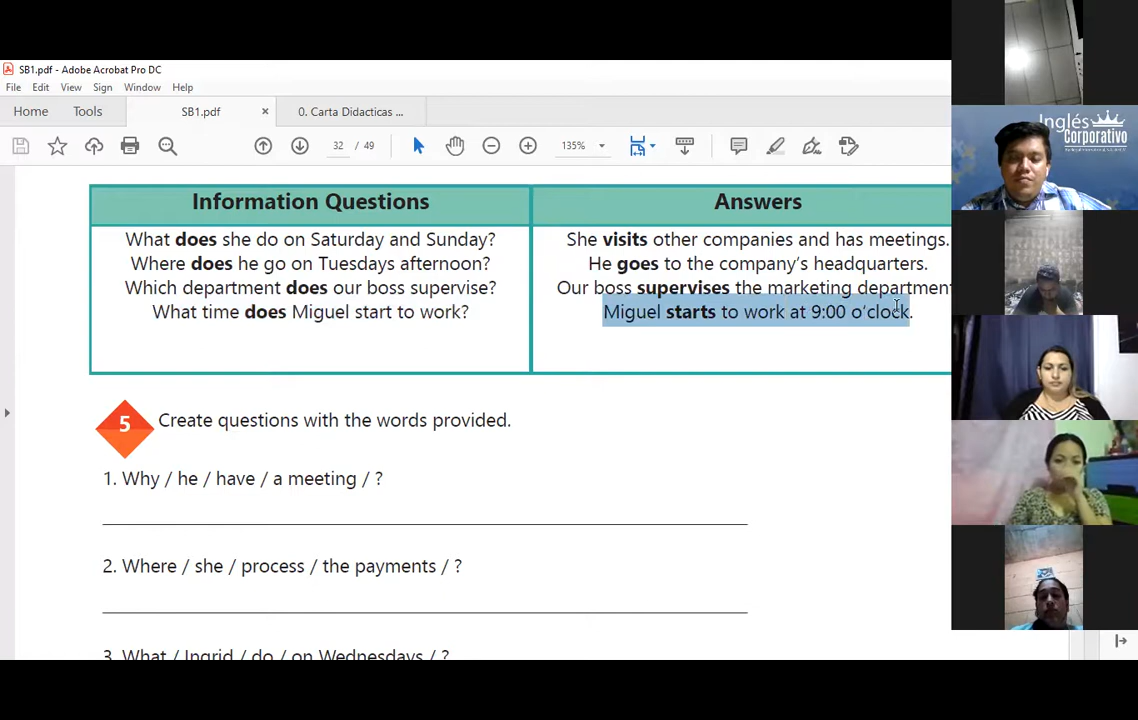 SB1.pdf - Adobe Acrobat Pro DC
File Edit View Sign Window Help
Home Tools SB1.pdf × 0. Carta Didacticas ...
32 / 49 135%
Inglés
Corporativo
Information Questions Answers
What does she do on Saturday and Sunday? She visits other companies and has meetings.
Where does he go on Tuesdays afternoon? He goes to the company's headquarters.
Which department does our boss supervise? Our boss supervises the marketing department
What time does Miguel start to work? Miguel starts to work at 9:00 o'clock.
5 Create questions with the words provided.
1. Why / he / have / a meeting / ?
2. Where / she / process / the payments / ?
3. What / Ingrid / do / on Wednesdays / ?